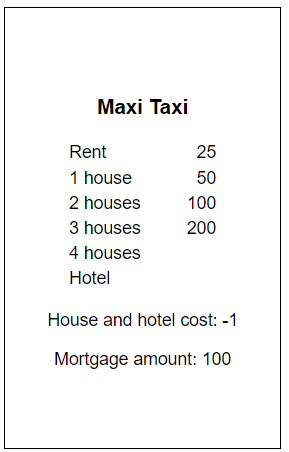 Maxi Taxi
Rent 25
1 house 50
2 houses 100
3 houses 200
4 houses
Hotel
House and hotel cost: -1
Mortgage amount: 100